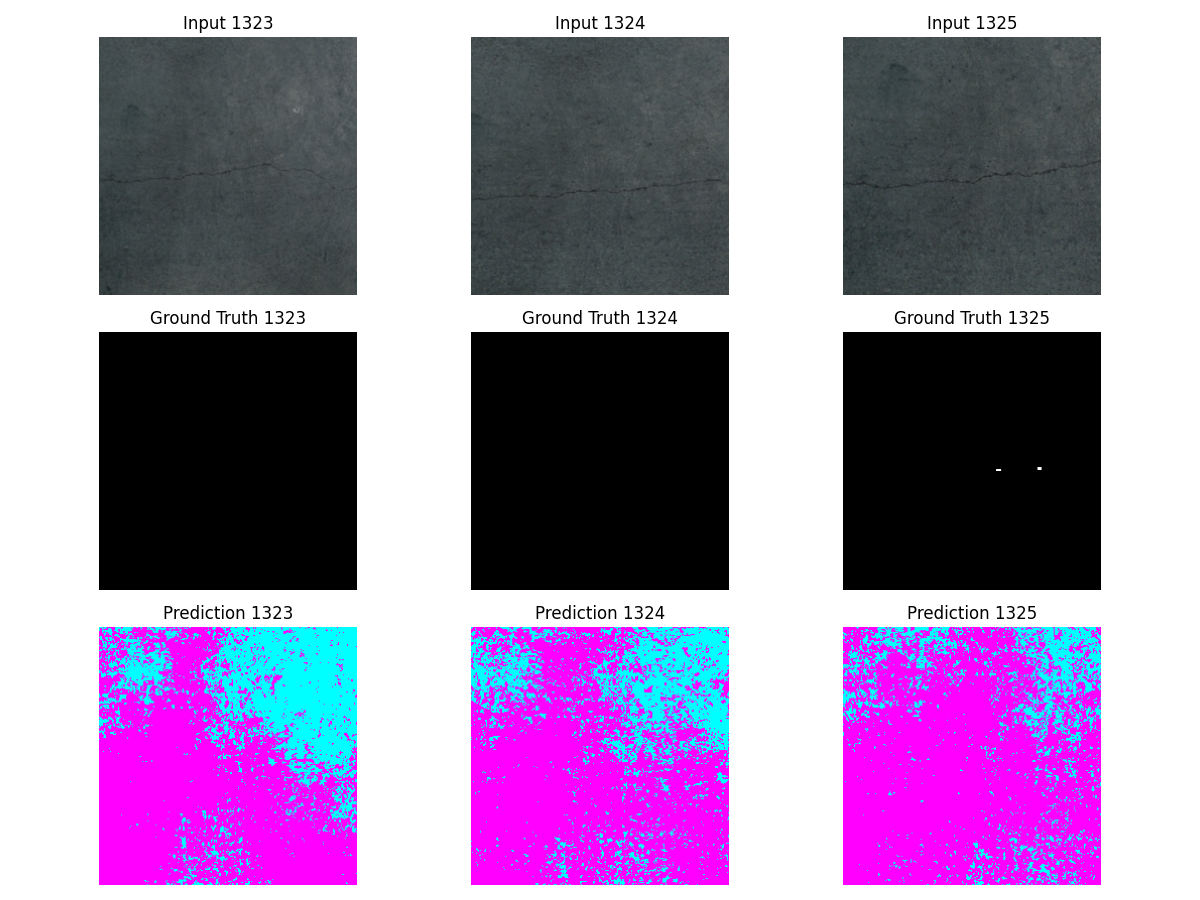 Input 1323
Input 1324
Input 1325
Ground Truth 1323
Ground Truth 1324
Ground Truth 1325
Prediction 1323
Prediction 1324
Prediction 1325